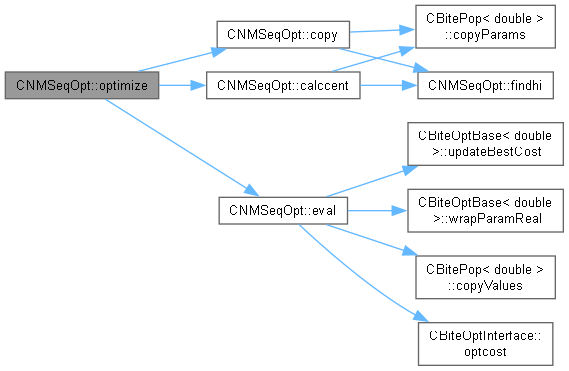 CNMSeqOpt::optimize
CNMSeqOpt::copy
CNMSeqOpt::calccent
CNMSeqOpt::eval
CBitePop< double >
::copyParams
CNMSeqOpt::findhi
CBiteOptBase< double
>::updateBestCost
CBiteOptBase< double
>::wrapParamReal
CBitePop< double >
::copyValues
CBiteOptInterface::
optcost